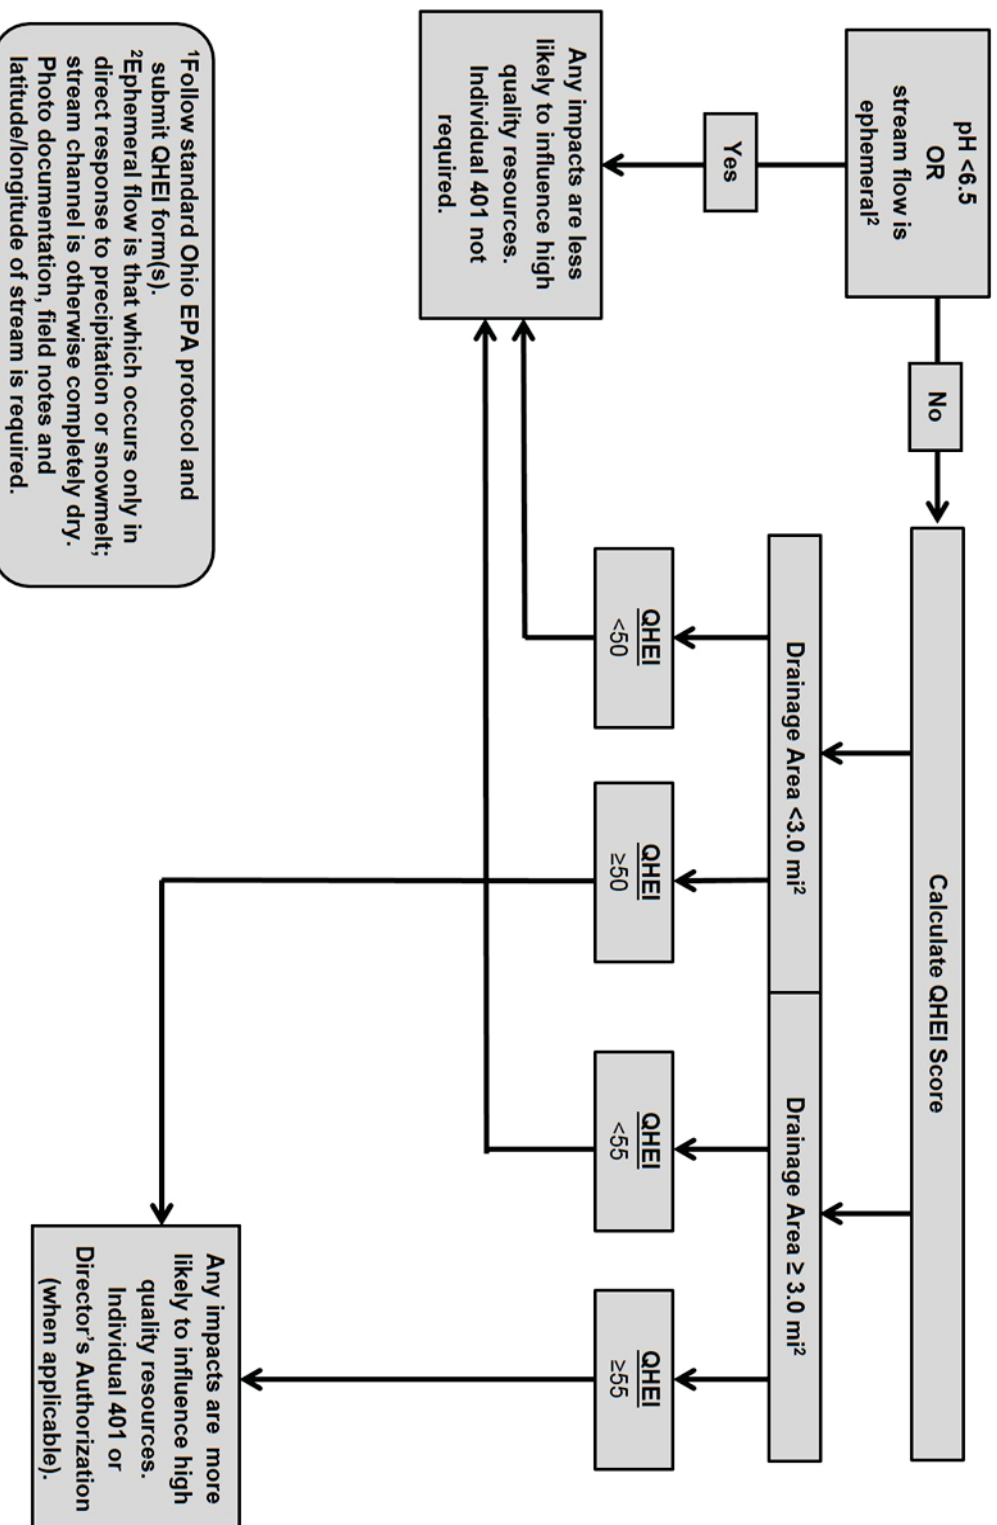 pH <6.5
OR
stream flow is
ephemeral²
No
Calculate QHEI Score
Yes
Drainage Area <3.0 mi²
Drainage Area ≥ 3.0 mi²
QHEI
<50
QHEI
≥50
QHEI
<55
QHEI
≥55
Any impacts are less
likely to influence high
quality resources.
Individual 401 not
required.
Any impacts are more
likely to influence high
quality resources.
Individual 401 or
Director's Authorization
(when applicable).
¹Follow standard Ohio EPA protocol and
submit QHEI form(s).
²Ephemeral flow is that which occurs only in
direct response to precipitation or snowmelt;
stream channel is otherwise completely dry.
Photo documentation, field notes and
latitude/longitude of stream is required.